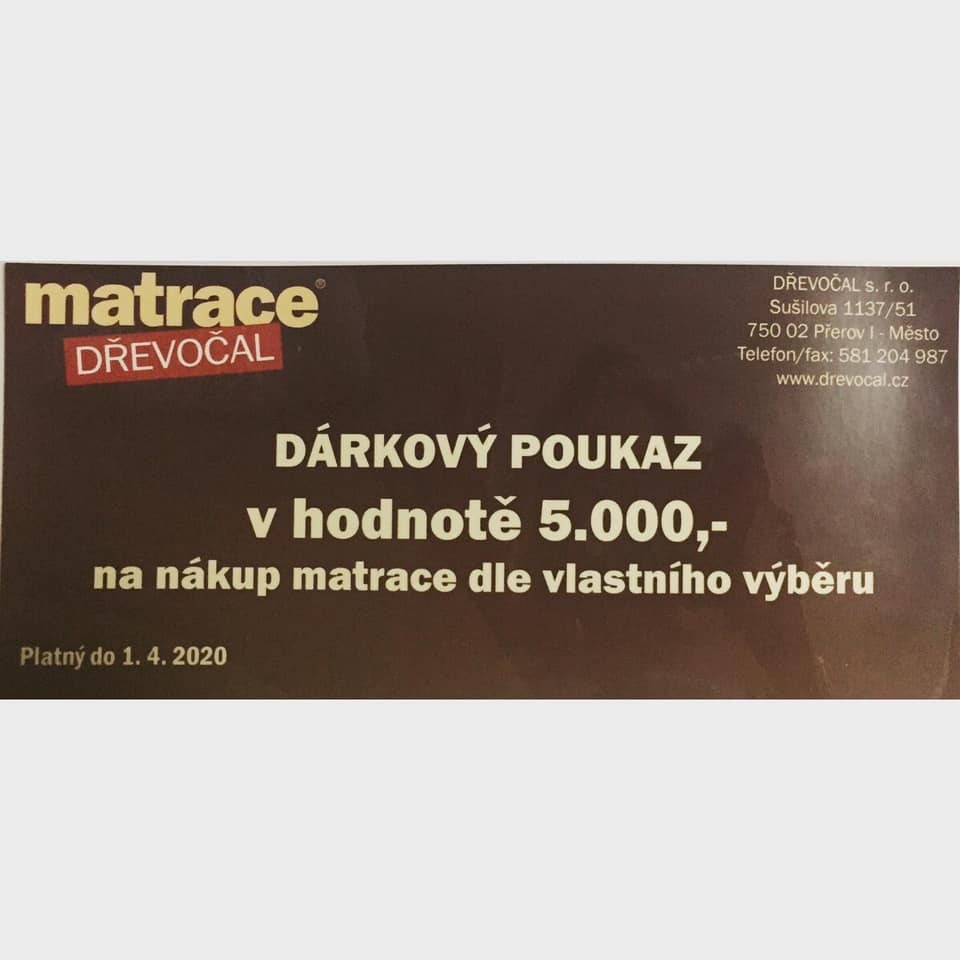 matrace®
DŘEVOČAL
DŘEVOČAL s. r. o.
Sušilova 1137/51
750 02 Přerov I - Město
Telefon/fax: 581 204 987
www.drevocal.cz
DÁRKOVÝ POUKAZ
v hodnotě 5.000,-
na nákup matrace dle vlastního výběru
Platný do 1. 4. 2020